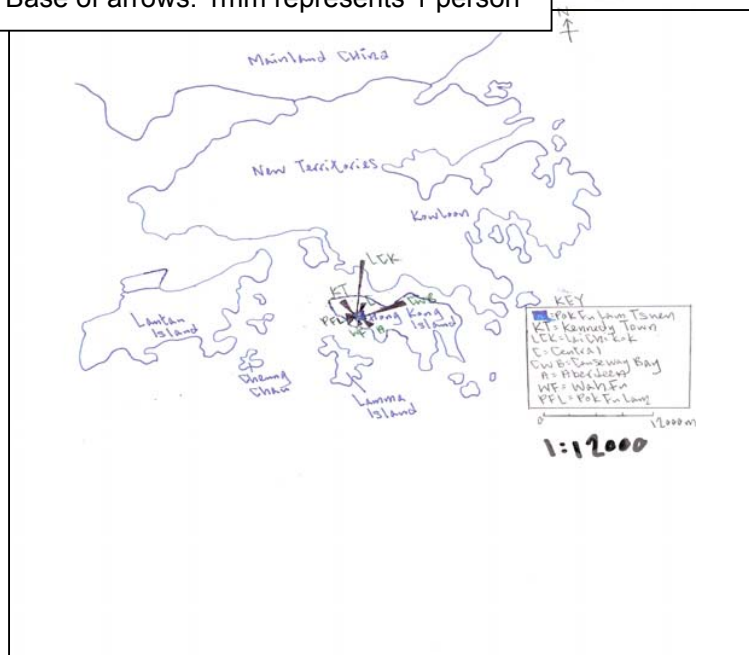 Base of arrows: 1mm represents 1 person
N
Mainland China
New Territories
Kowloon
LCK
KT
C
CWB
PFL
Hong Kong
Island
WF A
Lantau
Island
Cheung
Chau
Lamma
Island
KEY
=Pok Fu Lam Tsuen
KT= Kennedy Town
LCK=Lai Chi Kok
C= Central
CWB=Causeway Bay
A= Aberdeen
WF= Wah Fu
PFL= Pok Fu Lam
0 12000m
1:12000